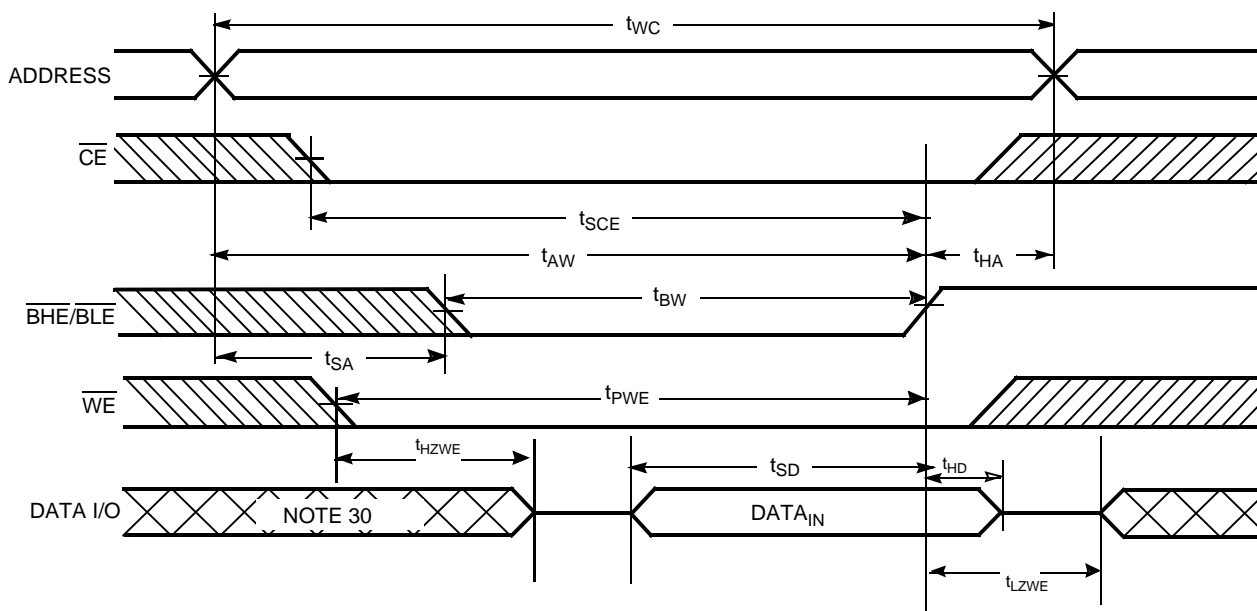 tWC
ADDRESS
CE
tSCE
tAW
tHA
tBW
BHE/BLE
tSA
WE
tPWE
tHZWE
tSD
tHD
DATA I/O
NOTE 30
DATAIN
tLZWE